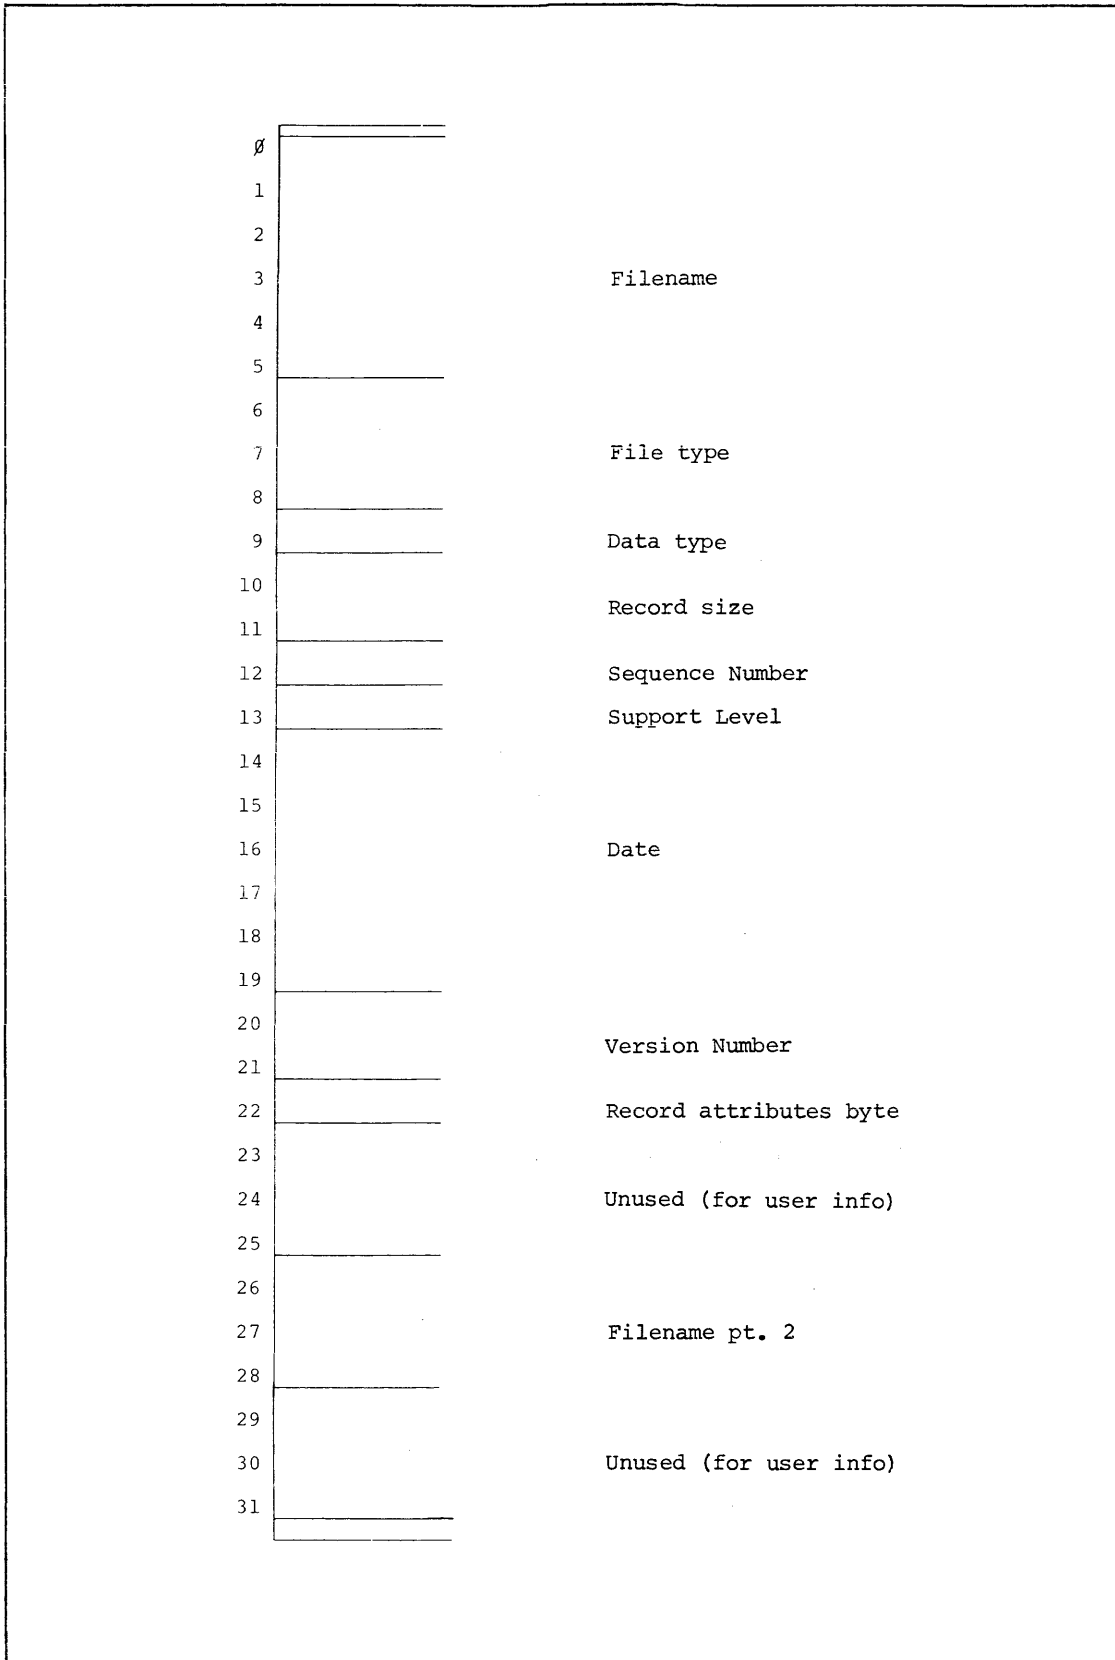 Ø
1
2
3 Filename
4
5
6
7 File type
8
9 Data type
10
Record size
11
12 Sequence Number
13 Support Level
14
15
16 Date
17
18
19
20
Version Number
21
22 Record attributes byte
23
24 Unused (for user info)
25
26
27 Filename pt. 2
28
29
30 Unused (for user info)
31